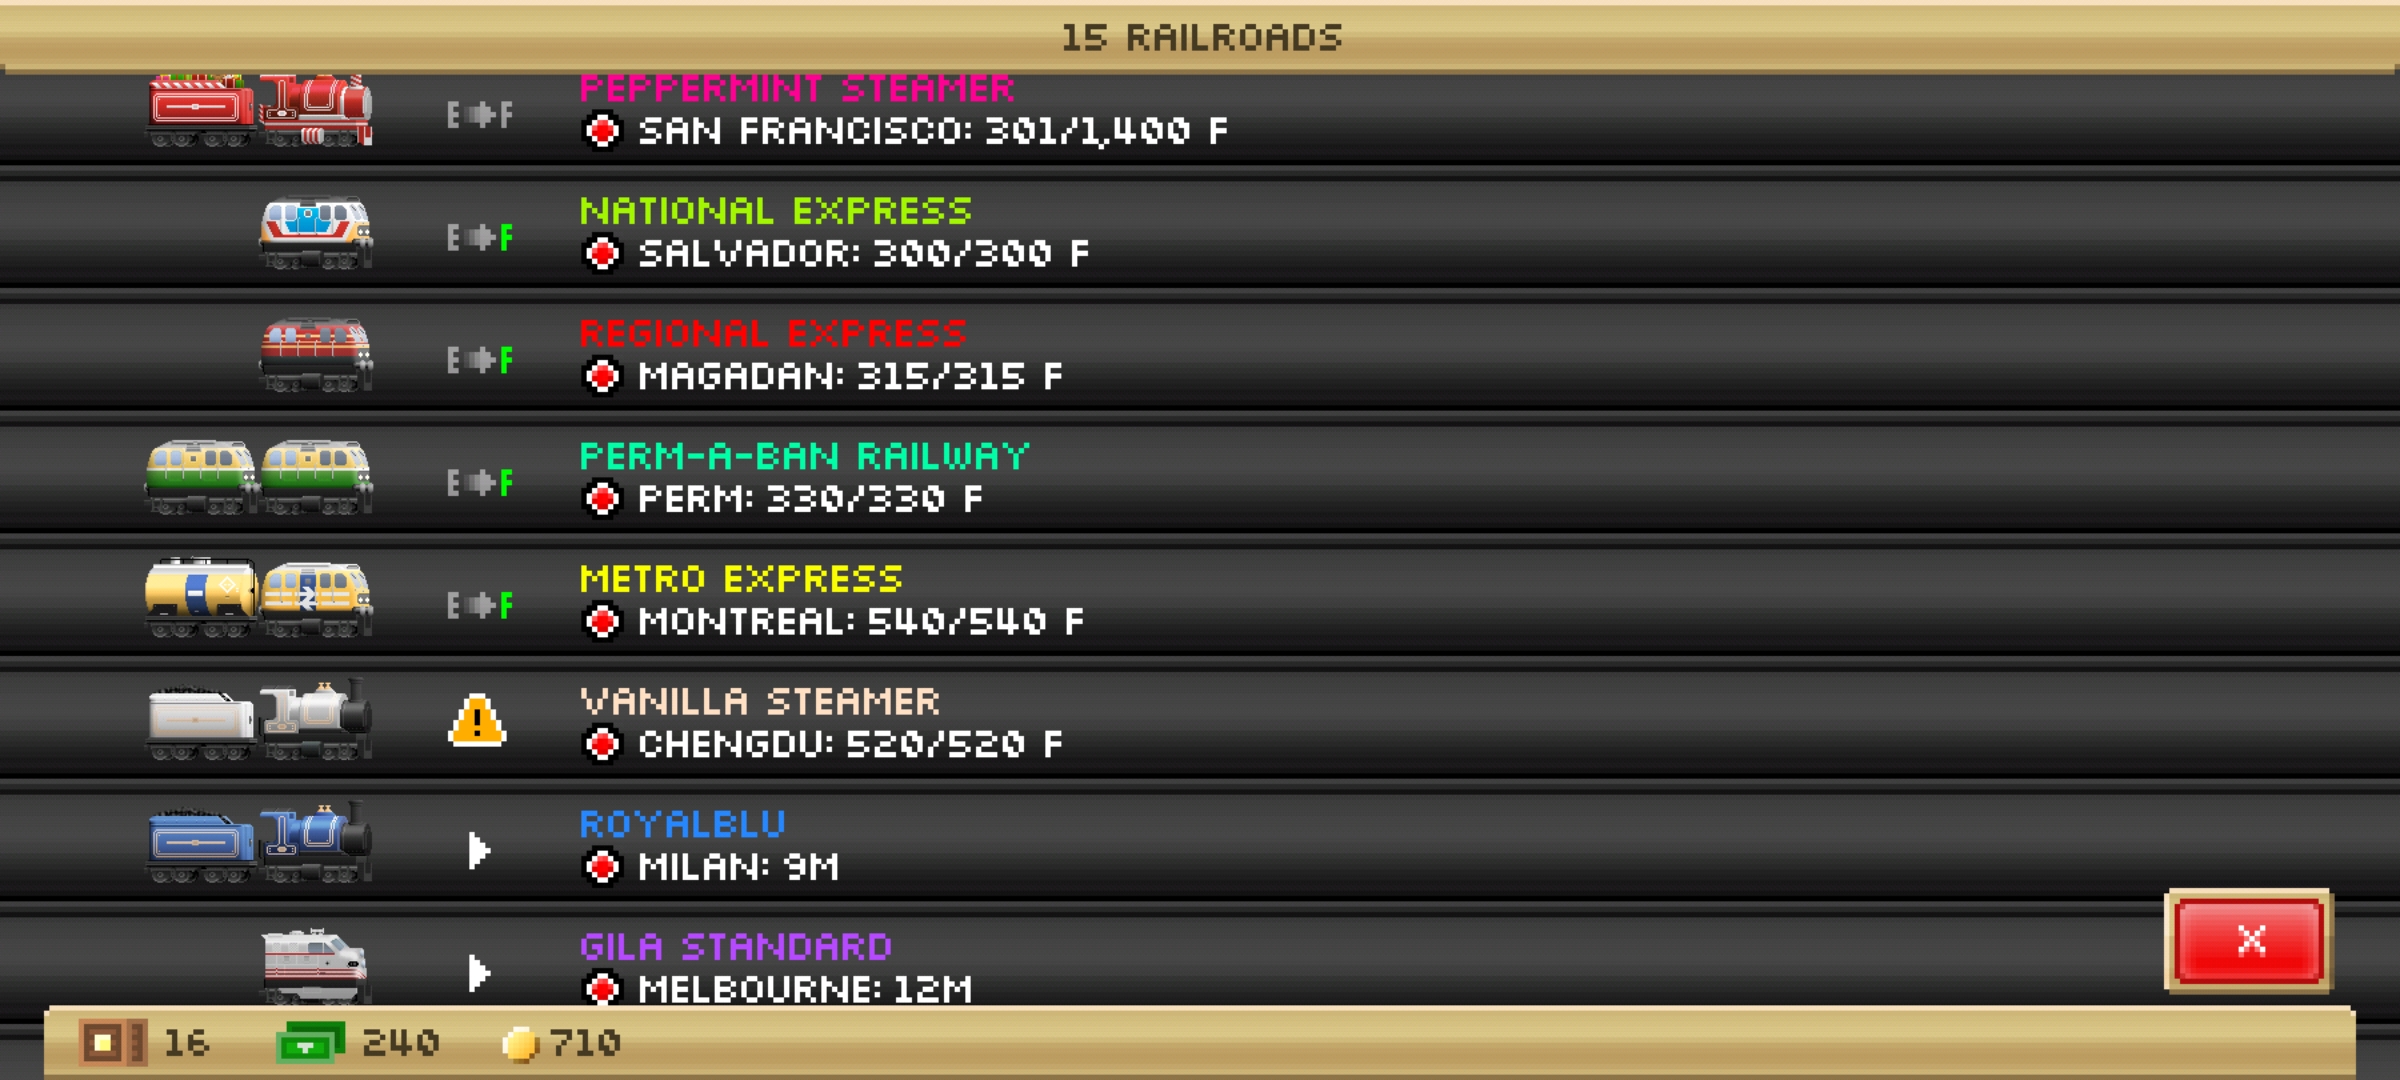 15 RAILROADS
PEPPERMINT STEAMER
E F
SAN FRANCISCO: 301/1,400 F
NATIONAL EXPRESS
E F
SALVADOR: 300/300 F
REGIONAL EXPRESS
E F
MAGADAN: 315/315 F
PERM-A-BAN RAILWAY
E F
PERM: 330/330 F
METRO EXPRESS
E F
MONTREAL: 540/540 F
VANILLA STEAMER
!
CHENGDU: 520/520 F
ROYALBLU
MILAN: 9M
GILA STANDARD
MELBOURNE: 12M
X
16 240 710